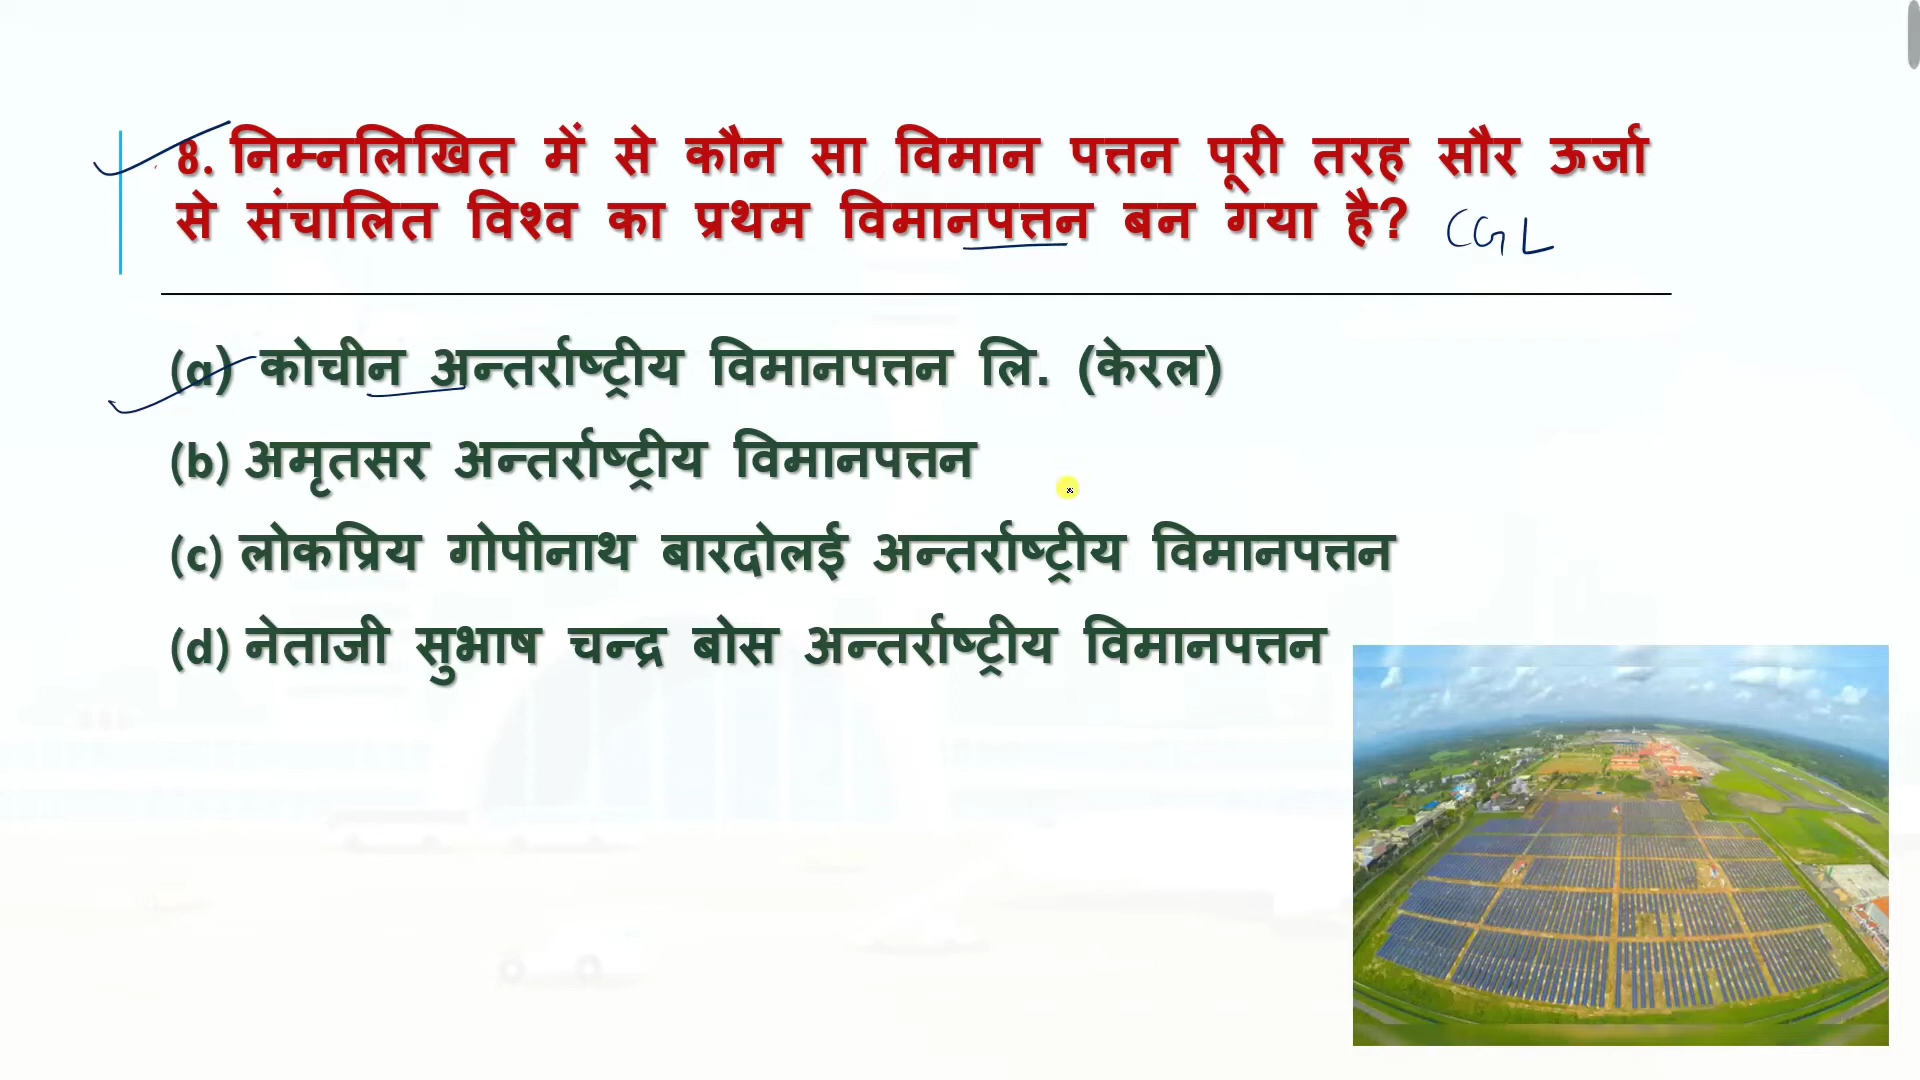 8. निम्नलिखित में से कौन सा विमान पत्तन पूरी तरह सौर ऊर्जा
से संचालित विश्व का प्रथम विमानपत्तन बन गया है? CGL
(a) कोचीन अन्तर्राष्ट्रीय विमानपत्तन लि. (केरल)
(b) अमृतसर अन्तर्राष्ट्रीय विमानपत्तन
(c) लोकप्रिय गोपीनाथ बारदोलई अन्तर्राष्ट्रीय विमानपत्तन
(d) नेताजी सुभाष चन्द्र बोस अन्तर्राष्ट्रीय विमानपत्तन